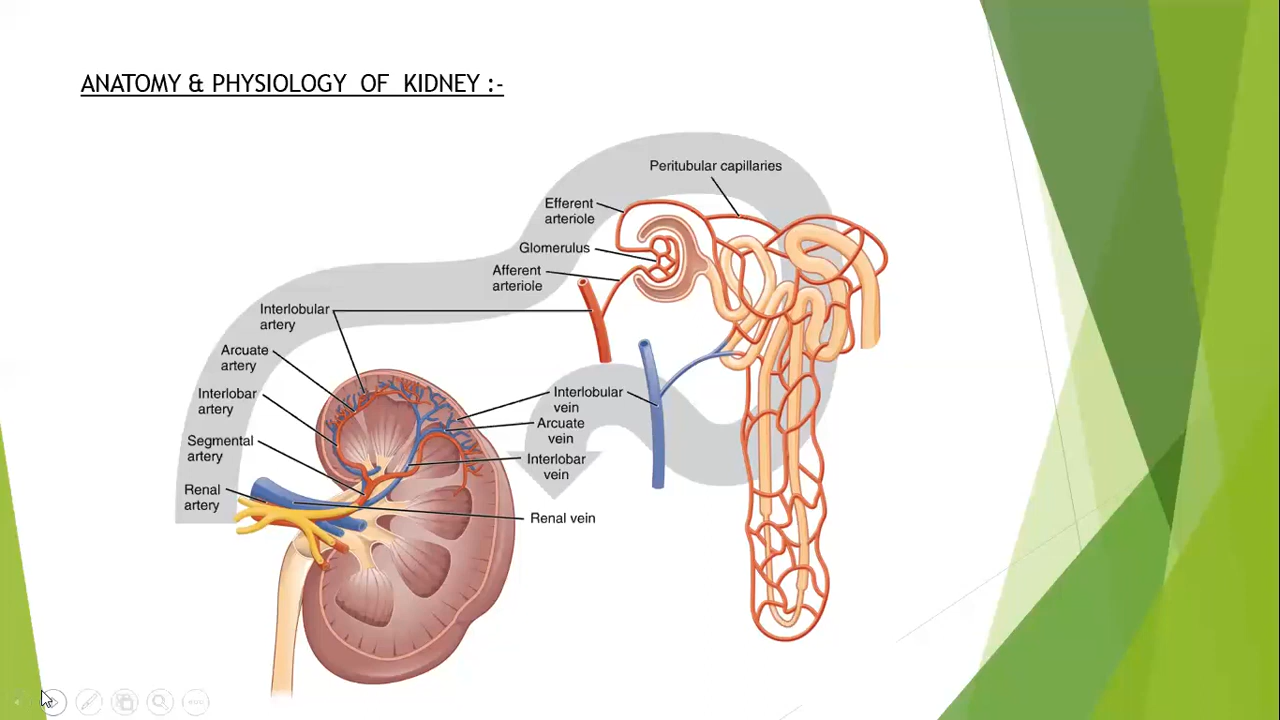 ANATOMY & PHYSIOLOGY OF KIDNEY :-
Peritubular capillaries
Efferent
arteriole
Glomerulus
Afferent
arteriole
Interlobular
artery
Arcuate
artery
Interlobar
artery
Segmental
artery
Renal
artery
Interlobular
vein
Arcuate
vein
Interlobar
vein
Renal vein